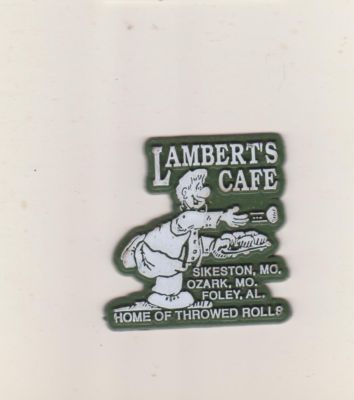 LAMBERT'S
CAFE
SIKESTON, MO.
OZARK, MO.
FOLEY, AL.
HOME OF THROWED ROLLS